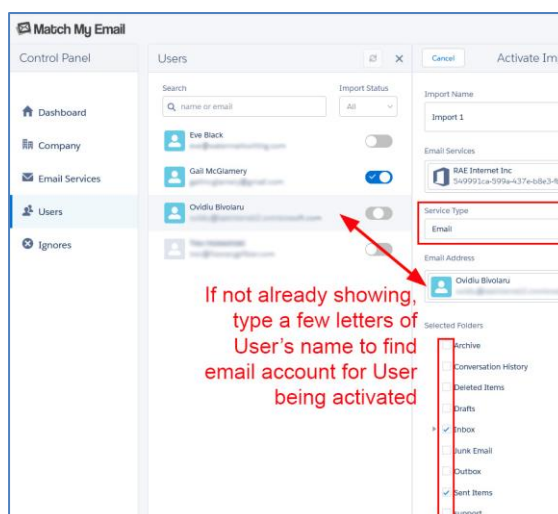 Match My Email
Control Panel
Users
Cancel
Activate Im
Search
Import Status
name or email
All
Import Name
Import 1
Dashboard
Company
Email Services
Users
Ignores
Eve Black
Gail McGlamery
Ovidiu Bivolaru
Email Services
RAE Internet Inc
549991ca-599a-437e-b8e3-f
Service Type
Email
Email Address
Ovidiu Bivolaru
If not already showing,
type a few letters of
User's name to find
email account for User
being activated
Selected Folders
Archive
Conversation History
Deleted Items
Drafts
Inbox
Junk Email
Outbox
Sent Items